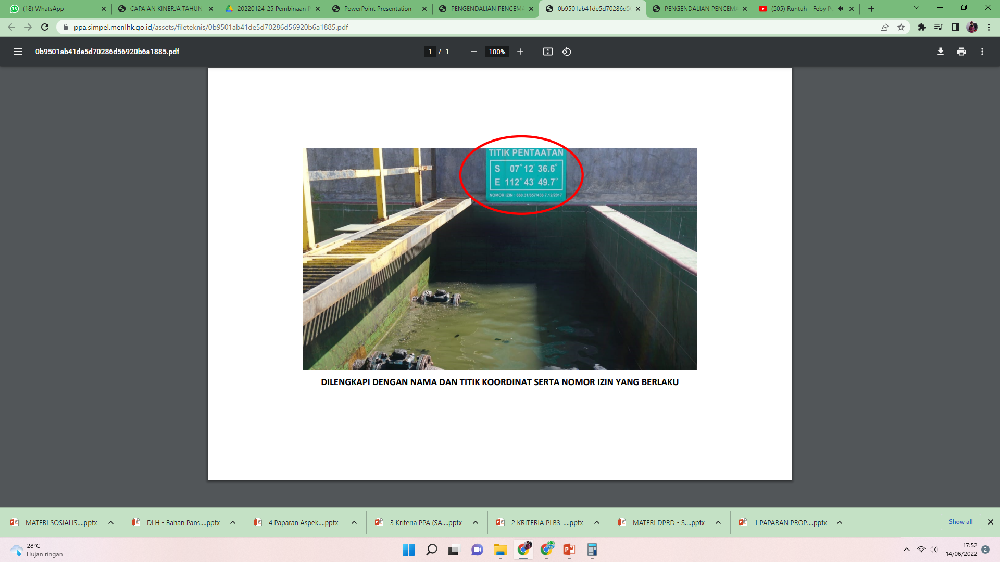 (18) WhatsApp
CAPAIAN KINERJA TAHUN
20220124-25 Pembinaan P
PowerPoint Presentation
PENGENDALIAN PENCEMA
0b9501ab41de5d70286d5
PENGENDALIAN PENCEMA
(505) Runtuh - Feby P
ppa.simpel.menlhk.go.id/assets/fileteknis/0b9501ab41de5d70286d56920b6a1885.pdf
0b9501ab41de5d70286d56920b6a1885.pdf
1 / 1
100%
TITIK PENTAATAN
S 07° 12' 36.6°
E 112° 43' 49.7°
NOMOR IZIN : 660.31/657/436 7.12/2017
DILENGKAPI DENGAN NAMA DAN TITIK KOORDINAT SERTA NOMOR IZIN YANG BERLAKU
MATERI SOSIALIS....pptx
DLH - Bahan Pans....pptx
4 Paparan Aspek....pptx
3 Kriteria PPA (SA....pptx
2 KRITERIA PLB3_....pptx
MATERI DPRD - S....pptx
1 PAPARAN PROP....pptx
Show all
28°C
Hujan ringan
17:52
14/06/2022
2